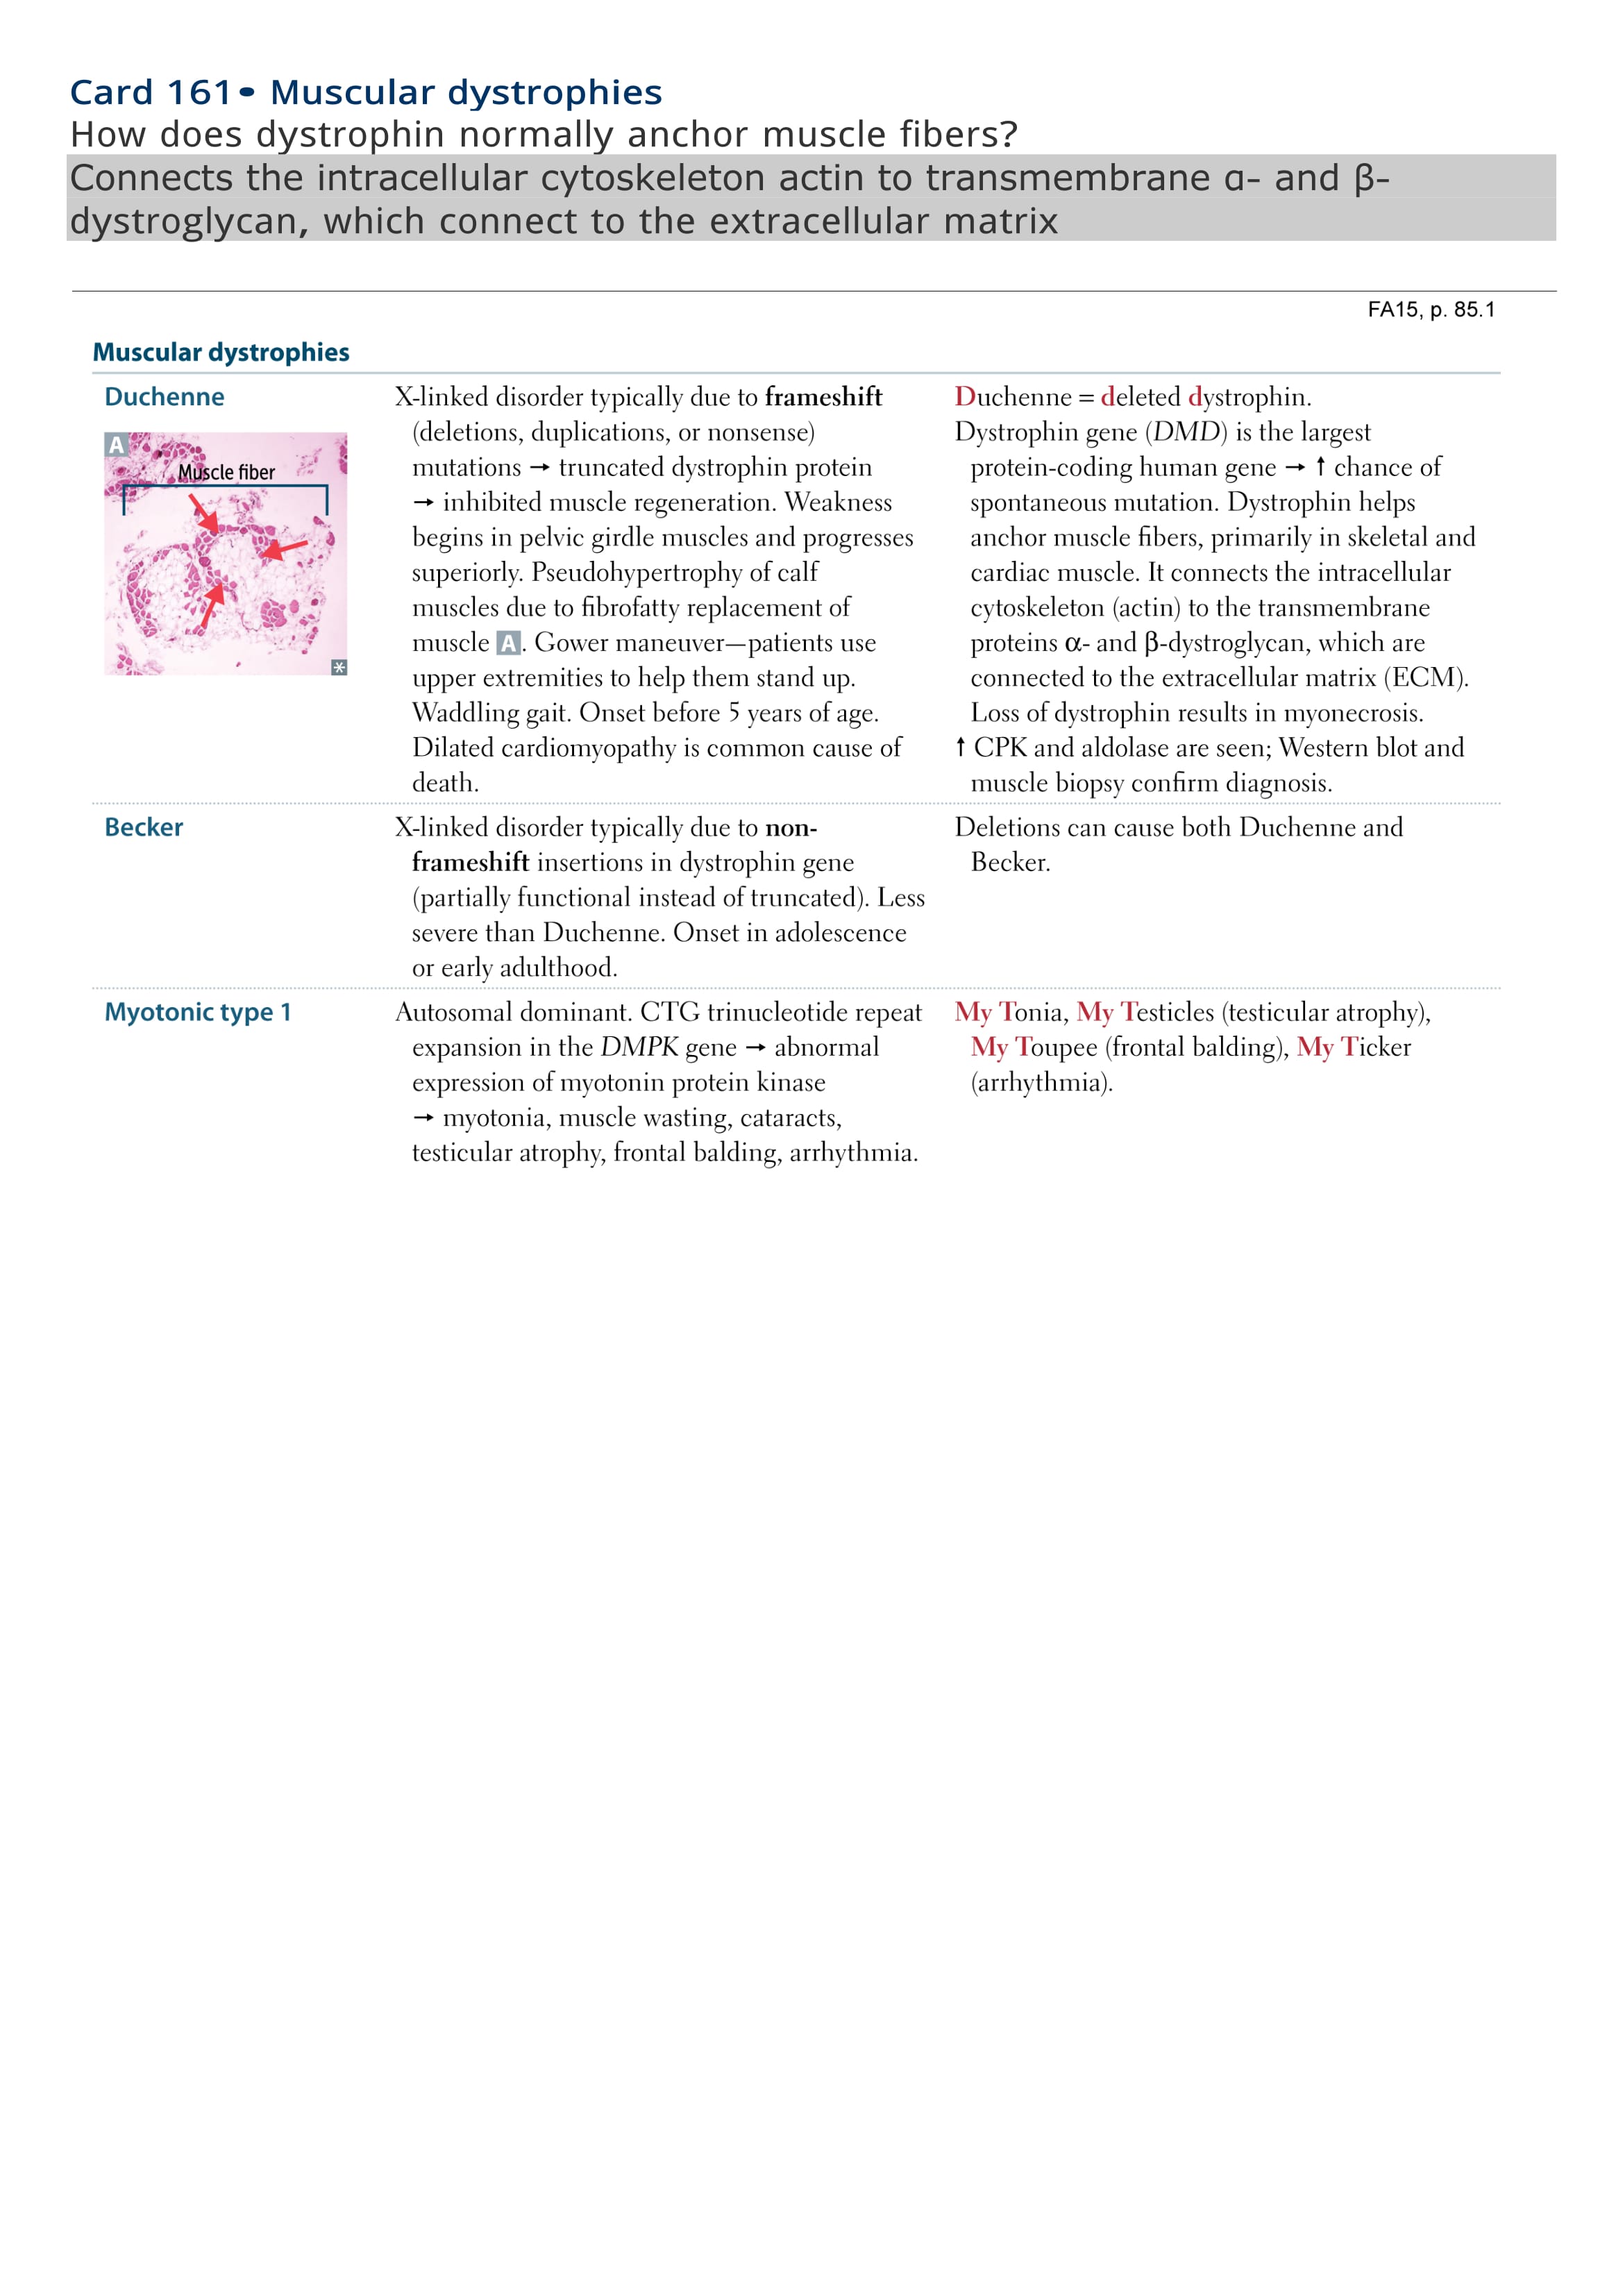 Card 161• Muscular dystrophies
How does dystrophin normally anchor muscle fibers?
Connects the intracellular cytoskeleton actin to transmembrane α- and β-
dystroglycan, which connect to the extracellular matrix
FA15, p. 85.1
Muscular dystrophies
Duchenne
A
Muscle fiber
X-linked disorder typically due to frameshift
(deletions, duplications, or nonsense)
mutations → truncated dystrophin protein
→ inhibited muscle regeneration. Weakness
begins in pelvic girdle muscles and progresses
superiorly. Pseudohypertrophy of calf
muscles due to fibrofatty replacement of
muscle A. Gower maneuver—patients use
upper extremities to help them stand up.
Waddling gait. Onset before 5 years of age.
Dilated cardiomyopathy is common cause of
death.
Duchenne = deleted dystrophin.
Dystrophin gene (DMD) is the largest
protein-coding human gene → ↑ chance of
spontaneous mutation. Dystrophin helps
anchor muscle fibers, primarily in skeletal and
cardiac muscle. It connects the intracellular
cytoskeleton (actin) to the transmembrane
proteins α- and β-dystroglycan, which are
connected to the extracellular matrix (ECM).
Loss of dystrophin results in myonecrosis.
↑ CPK and aldolase are seen; Western blot and
muscle biopsy confirm diagnosis.
Becker
X-linked disorder typically due to non-
frameshift insertions in dystrophin gene
(partially functional instead of truncated). Less
severe than Duchenne. Onset in adolescence
or early adulthood.
Deletions can cause both Duchenne and
Becker.
Myotonic type 1
Autosomal dominant. CTG trinucleotide repeat
expansion in the DMPK gene → abnormal
expression of myotonin protein kinase
→ myotonia, muscle wasting, cataracts,
testicular atrophy, frontal balding, arrhythmia.
My Tonia, My Testicles (testicular atrophy),
My Toupee (frontal balding), My Ticker
(arrhythmia).